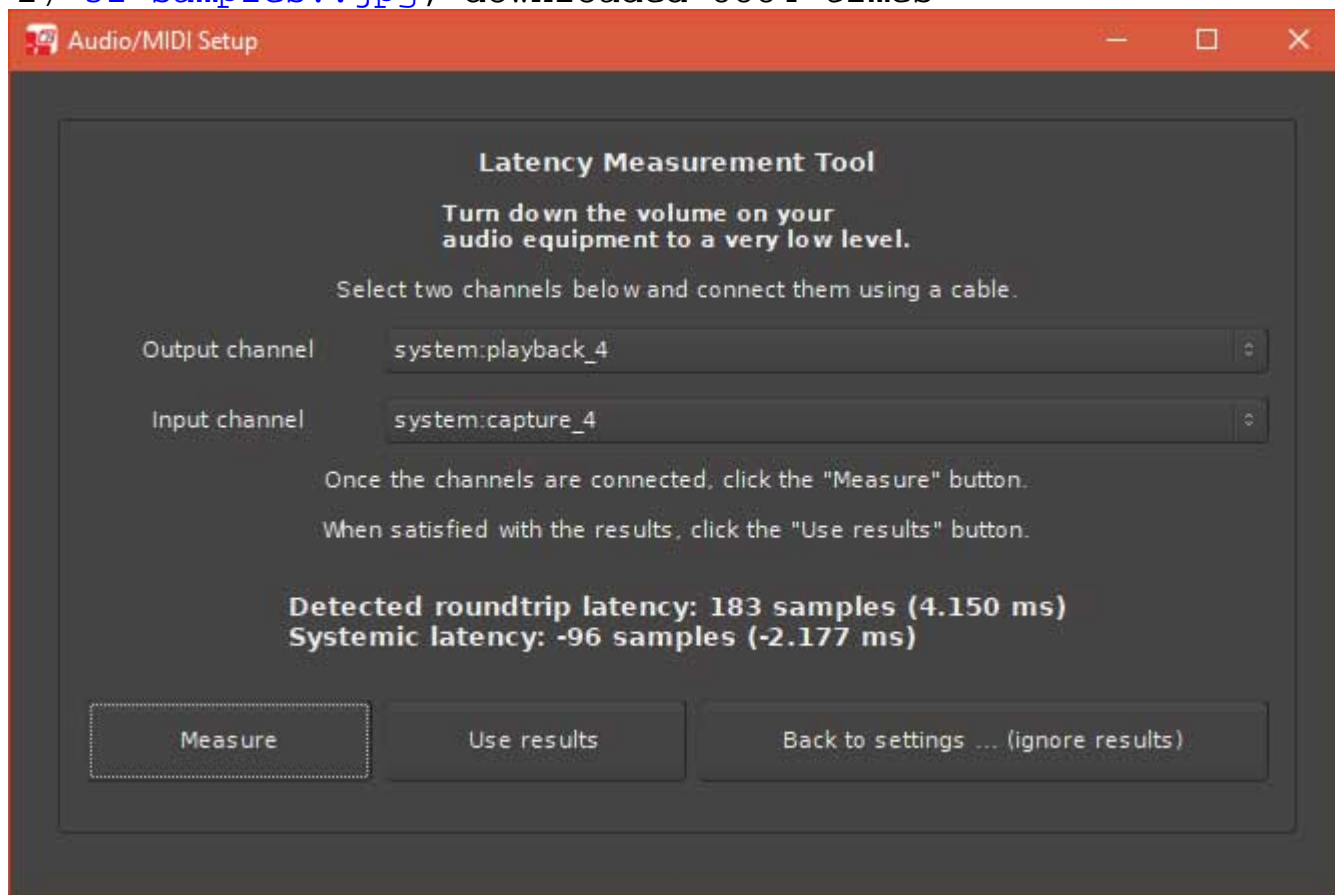 Audio/MIDI Setup
Latency Measurement Tool
Turn down the volume on your
audio equipment to a very low level.
Select two channels below and connect them using a cable.
Output channel system:playback_4
Input channel system:capture_4
Once the channels are connected, click the "Measure" button.
When satisfied with the results, click the "Use results" button.
Detected roundtrip latency: 183 samples (4.150 ms)
Systemic latency: -96 samples (-2.177 ms)
Measure Use results Back to settings ... (ignore results)